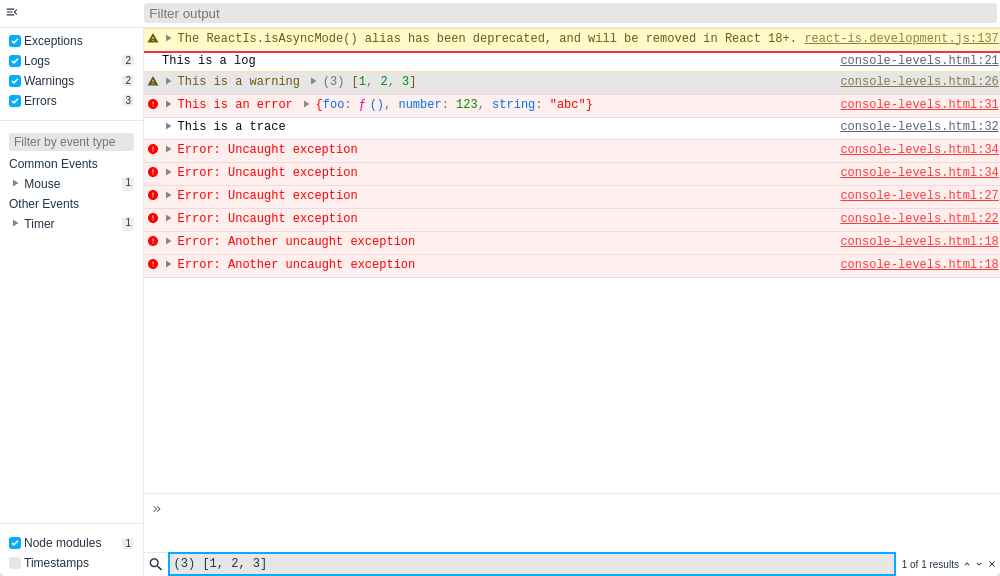 Filter output
Exceptions
Logs 2
Warnings 2
Errors 3
Filter by event type
Common Events
Mouse 1
Other Events
Timer 1
Node modules 1
Timestamps
The ReactIs.isAsyncMode() alias has been deprecated, and will be removed in React 18+. react-is.development.js:137
This is a log console-levels.html:21
This is a warning (3) [1, 2, 3] console-levels.html:26
This is an error {foo: ƒ (), number: 123, string: "abc"} console-levels.html:31
This is a trace console-levels.html:32
Error: Uncaught exception console-levels.html:34
Error: Uncaught exception console-levels.html:34
Error: Uncaught exception console-levels.html:27
Error: Uncaught exception console-levels.html:22
Error: Another uncaught exception console-levels.html:18
Error: Another uncaught exception console-levels.html:18
»
(3) [1, 2, 3] 1 of 1 results